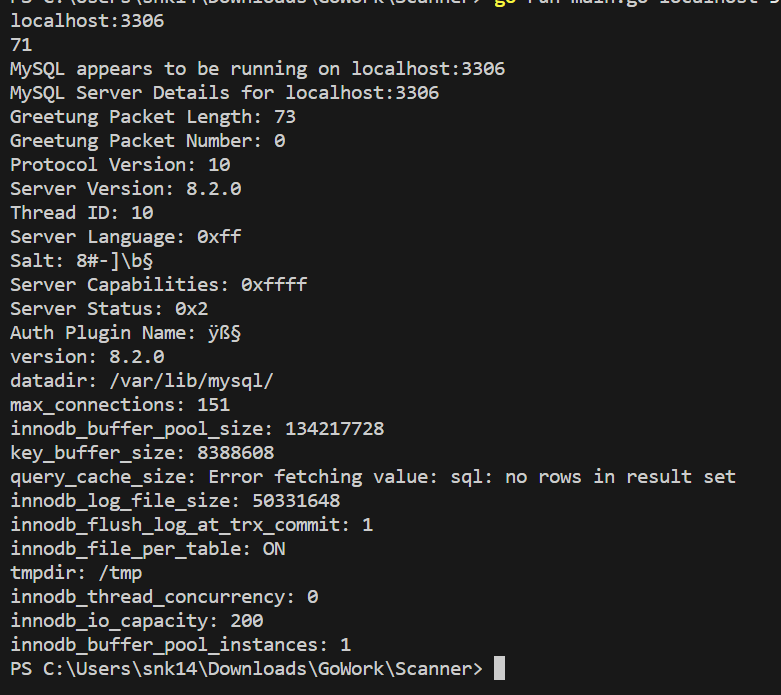 PS C:\Users\snk14\Downloads\GoWork\Scanner> go run main.go localhost
localhost:3306
71
MySQL appears to be running on localhost:3306
MySQL Server Details for localhost:3306
Greetung Packet Length: 73
Greetung Packet Number: 0
Protocol Version: 10
Server Version: 8.2.0
Thread ID: 10
Server Language: 0xff
Salt: 8#-]\b§
Server Capabilities: 0xffff
Server Status: 0x2
Auth Plugin Name: ÿß§
version: 8.2.0
datadir: /var/lib/mysql/
max_connections: 151
innodb_buffer_pool_size: 134217728
key_buffer_size: 8388608
query_cache_size: Error fetching value: sql: no rows in result set
innodb_log_file_size: 50331648
innodb_flush_log_at_trx_commit: 1
innodb_file_per_table: ON
tmpdir: /tmp
innodb_thread_concurrency: 0
innodb_io_capacity: 200
innodb_buffer_pool_instances: 1
PS C:\Users\snk14\Downloads\GoWork\Scanner>